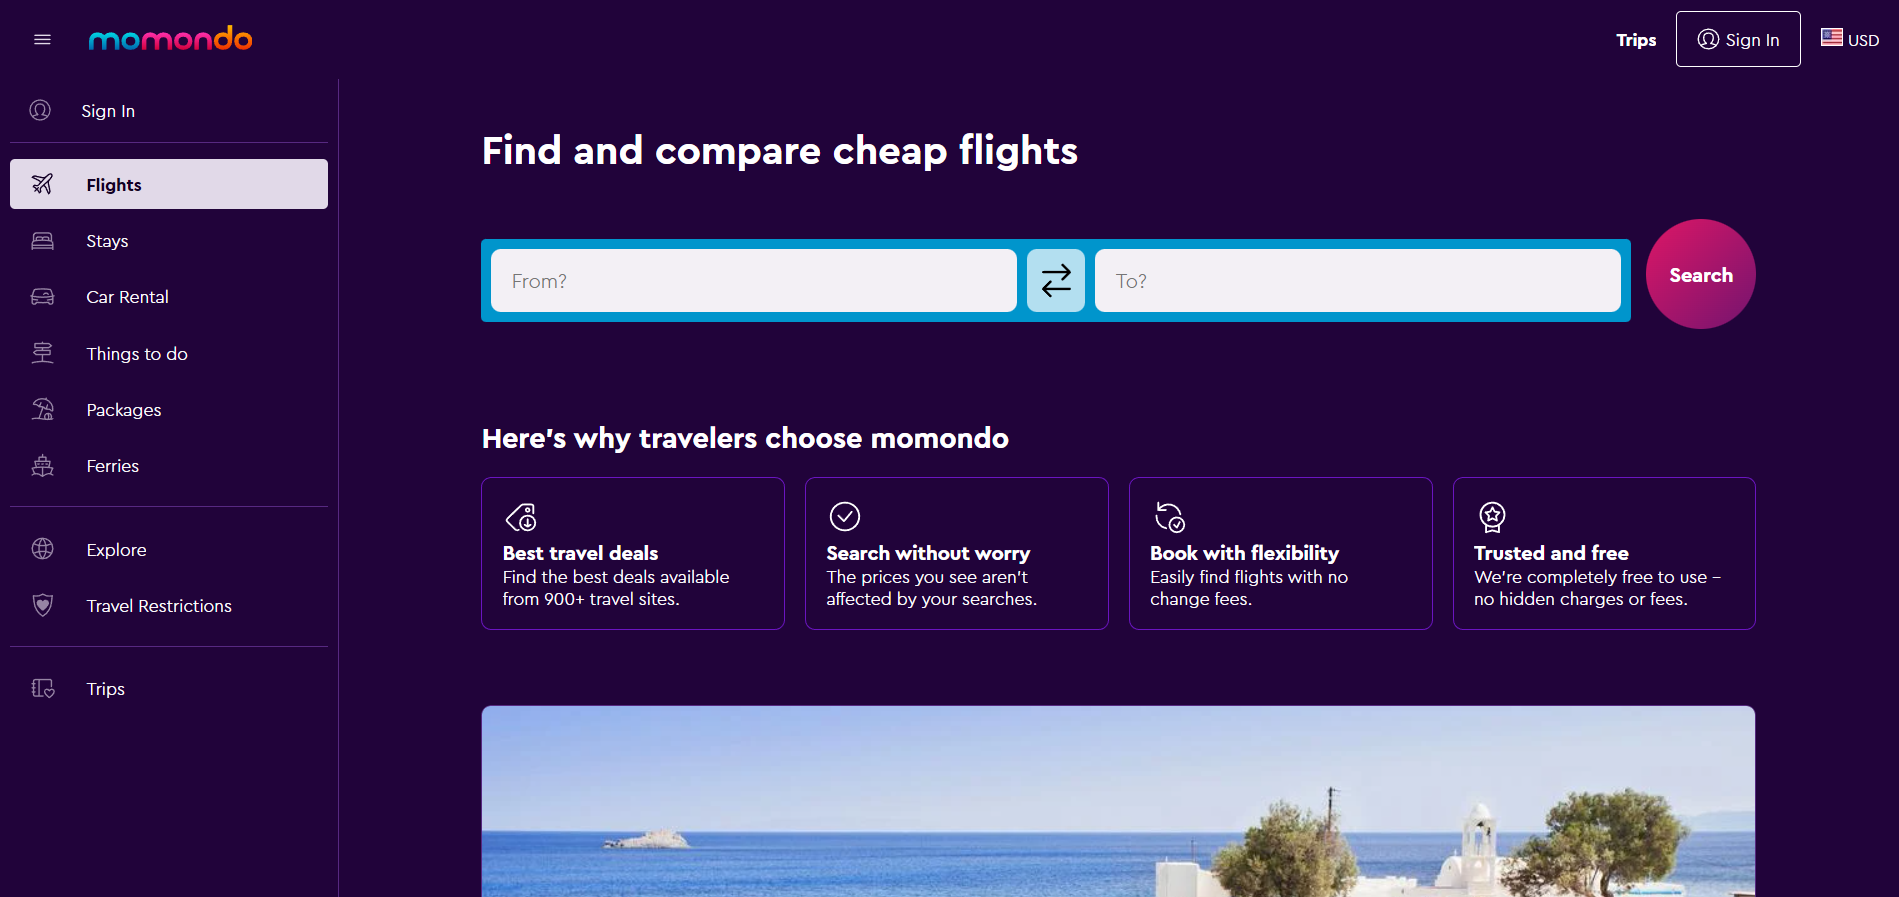 momondo
Trips
Sign In
USD
Sign In
Flights
Stays
Car Rental
Things to do
Packages
Ferries
Explore
Travel Restrictions
Trips
Find and compare cheap flights
From?
To?
Search
Here's why travelers choose momondo
Best travel deals
Find the best deals available
from 900+ travel sites.
Search without worry
The prices you see aren't
affected by your searches.
Book with flexibility
Easily find flights with no
change fees.
Trusted and free
We're completely free to use –
no hidden charges or fees.